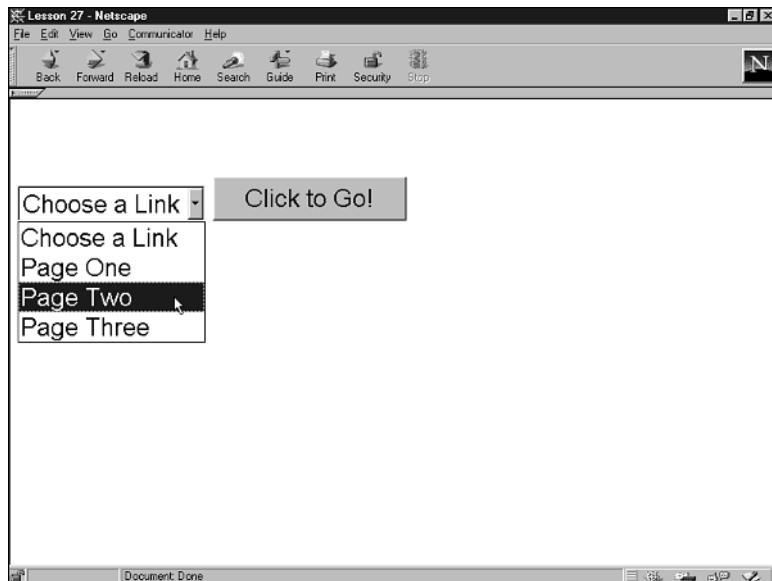 Lesson 27 - Netscape
File Edit View Go Communicator Help
Back Forward Reload Home Search Guide Print Security Stop
N
Choose a Link Click to Go!
Choose a Link
Page One
Page Two
Page Three
Document: Done